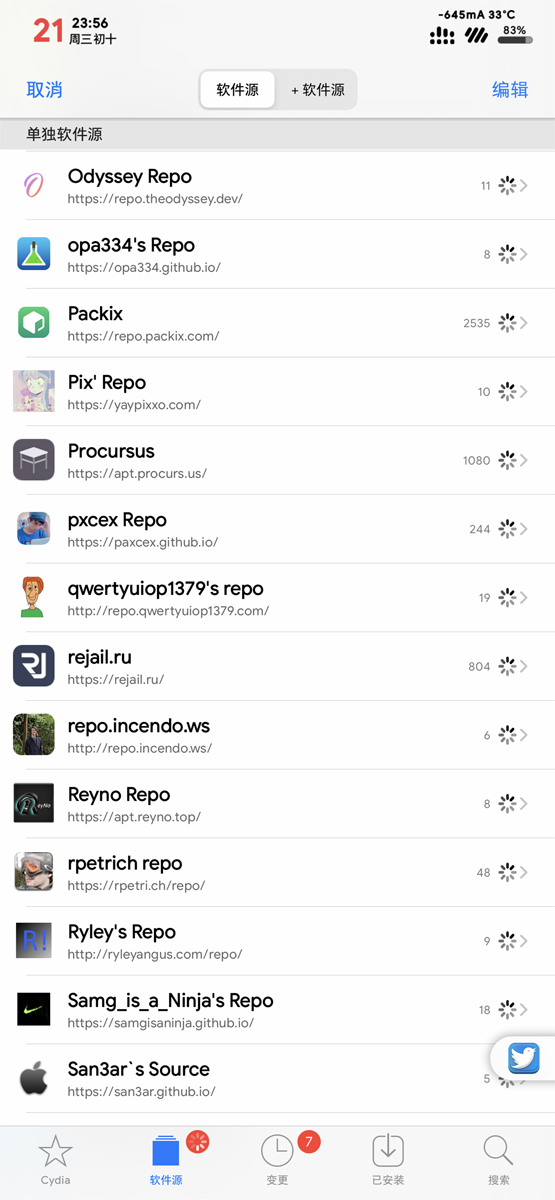 21 23:56
周三初十
-645mA 33°C
83%
取消
软件源
+ 软件源
编辑
单独软件源
Odyssey Repo
https://repo.theodyssey.dev/
11
opa334's Repo
https://opa334.github.io/
8
Packix
https://repo.packix.com/
2535
Pix' Repo
https://yaypixxo.com/
10
Procursus
https://apt.procurs.us/
1080
pxcex Repo
https://paxcex.github.io/
244
qwertyuiop1379's repo
http://repo.qwertyuiop1379.com/
19
RJ
rejail.ru
https://rejail.ru/
804
repo.incendo.ws
http://repo.incendo.ws/
6
Reyno Repo
https://apt.reyno.top/
8
rpetrich repo
https://rpetri.ch/repo/
48
R!
Ryley's Repo
http://ryleyangus.com/repo/
9
Samg_is_a_Ninja's Repo
https://samgisaninja.github.io/
18
San3ar`s Source
https://san3ar.github.io/
5
7
Cydia
软件源
变更
已安装
搜索